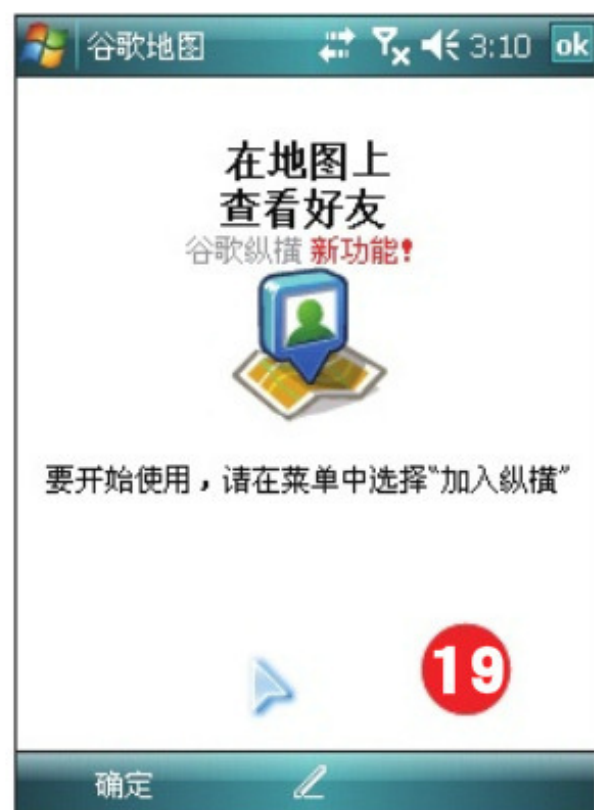 谷歌地图 3:10 ok
在地图上
查看好友
谷歌纵横 新功能!
要开始使用，请在菜单中选择“加入纵横”
19
确定